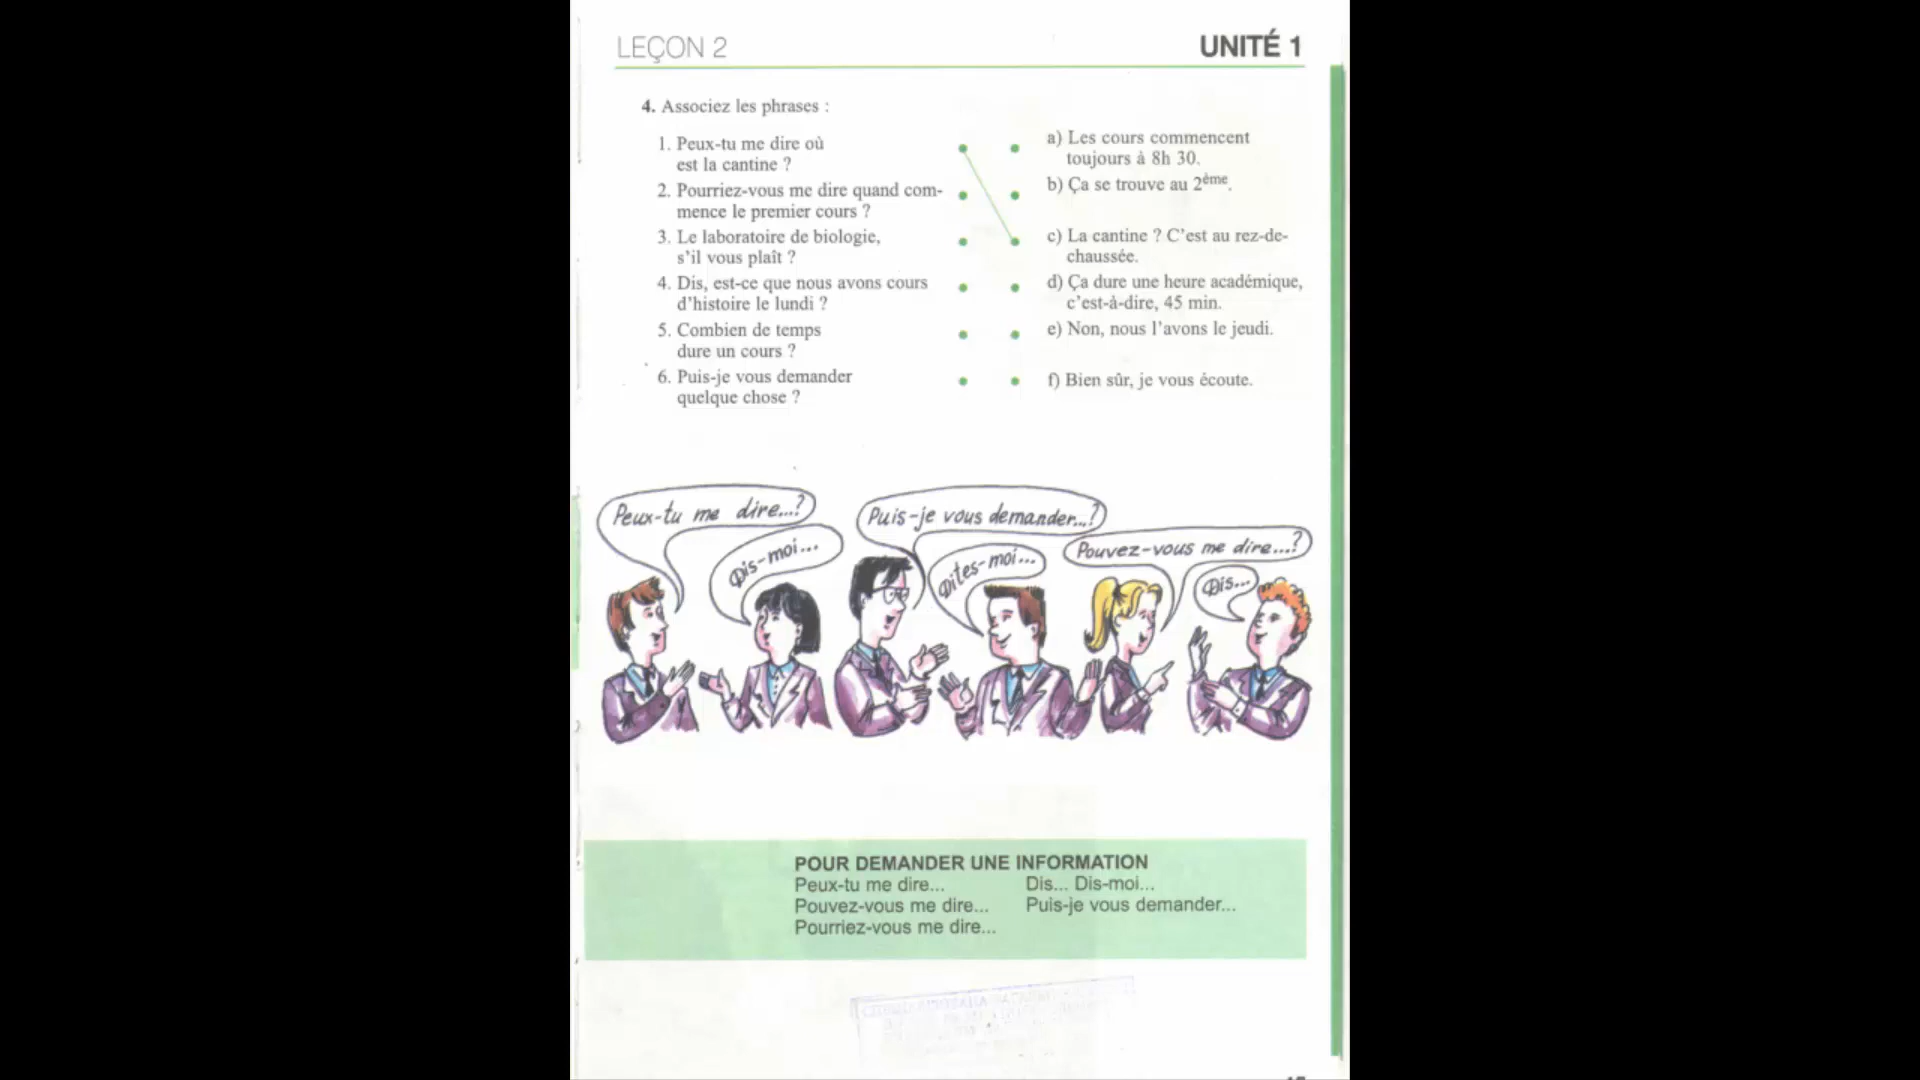 LEÇON 2
UNITÉ 1
4. Associez les phrases :
1. Peux-tu me dire où
est la cantine ?
2. Pourriez-vous me dire quand com-
mence le premier cours ?
3. Le laboratoire de biologie,
s'il vous plaît ?
4. Dis, est-ce que nous avons cours
d'histoire le lundi ?
5. Combien de temps
dure un cours ?
6. Puis-je vous demander
quelque chose ?
a) Les cours commencent
toujours à 8h 30.
b) Ça se trouve au 2ème.
c) La cantine ? C'est au rez-de-
chaussée.
d) Ça dure une heure académique,
c'est-à-dire, 45 min.
e) Non, nous l'avons le jeudi.
f) Bien sûr, je vous écoute.
Peux-tu me dire...?
Dis-moi...
Puis-je vous demander...?
Dites-moi...
Pouvez-vous me dire...?
Dis...
POUR DEMANDER UNE INFORMATION
Peux-tu me dire...
Pouvez-vous me dire...
Pourriez-vous me dire...
Dis... Dis-moi...
Puis-je vous demander...